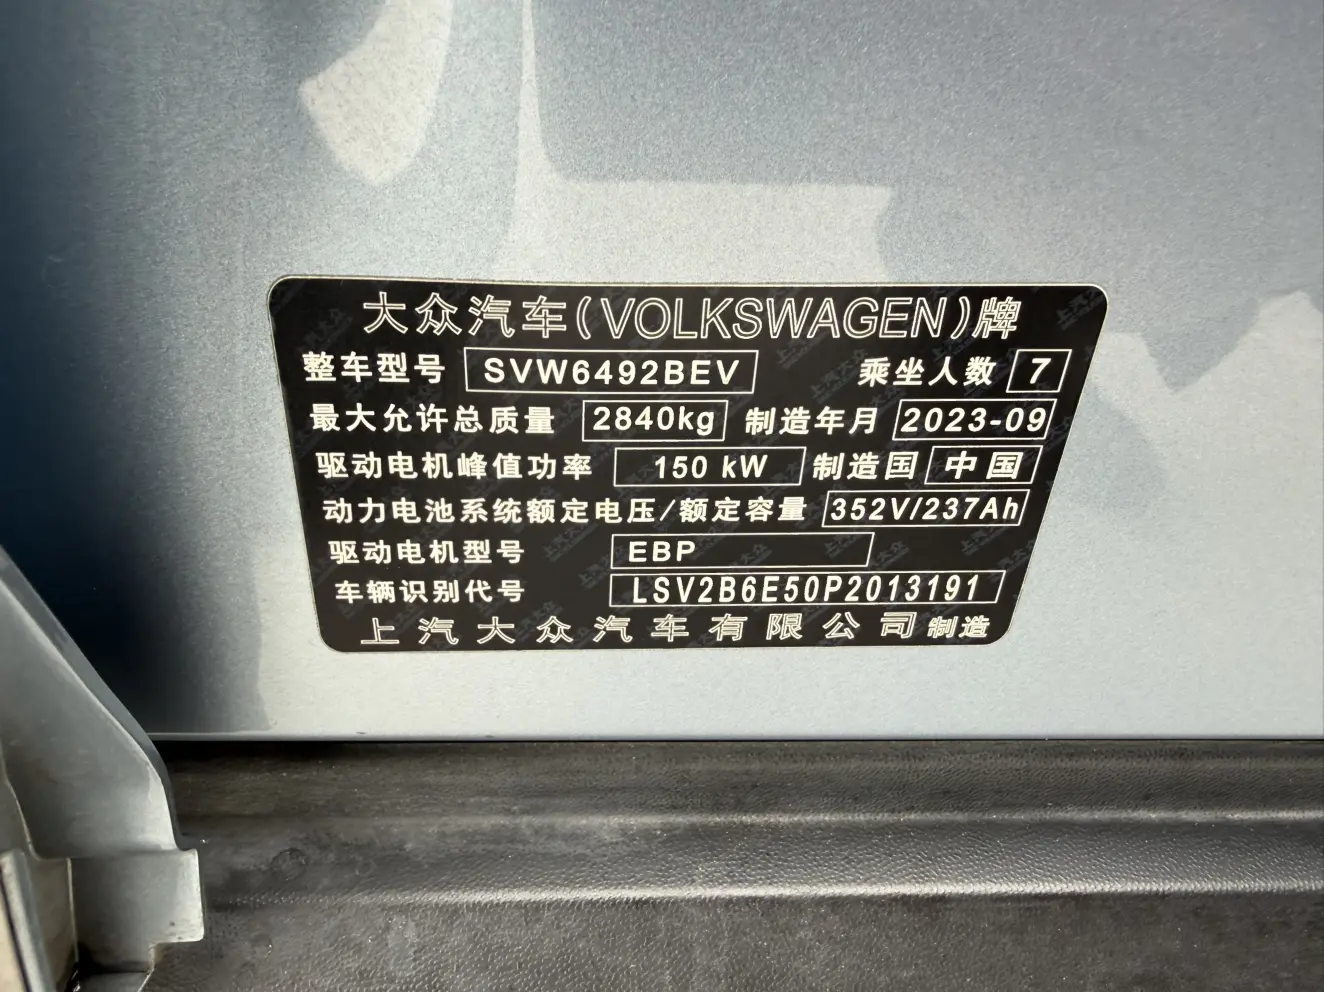 大众汽车(VOLKSWAGEN)牌
整车型号 SVW6492BEV 乘坐人数 7
最大允许总质量 2840kg 制造年月 2023-09
驱动电机峰值功率 150 kW 制造国 中国
动力电池系统额定电压/额定容量 352V/237Ah
驱动电机型号 EBP
车辆识别代号 LSV2B6E50P2013191
上汽大众汽车有限公司制造